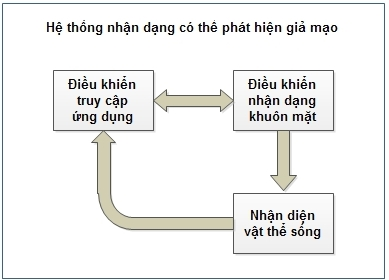 Hệ thống nhận dạng có thể phát hiện giả mạo
Điều khiển
truy cập
ứng dụng
Điều khiển
nhận dạng
khuôn mặt
Nhận diện
vật thể sống